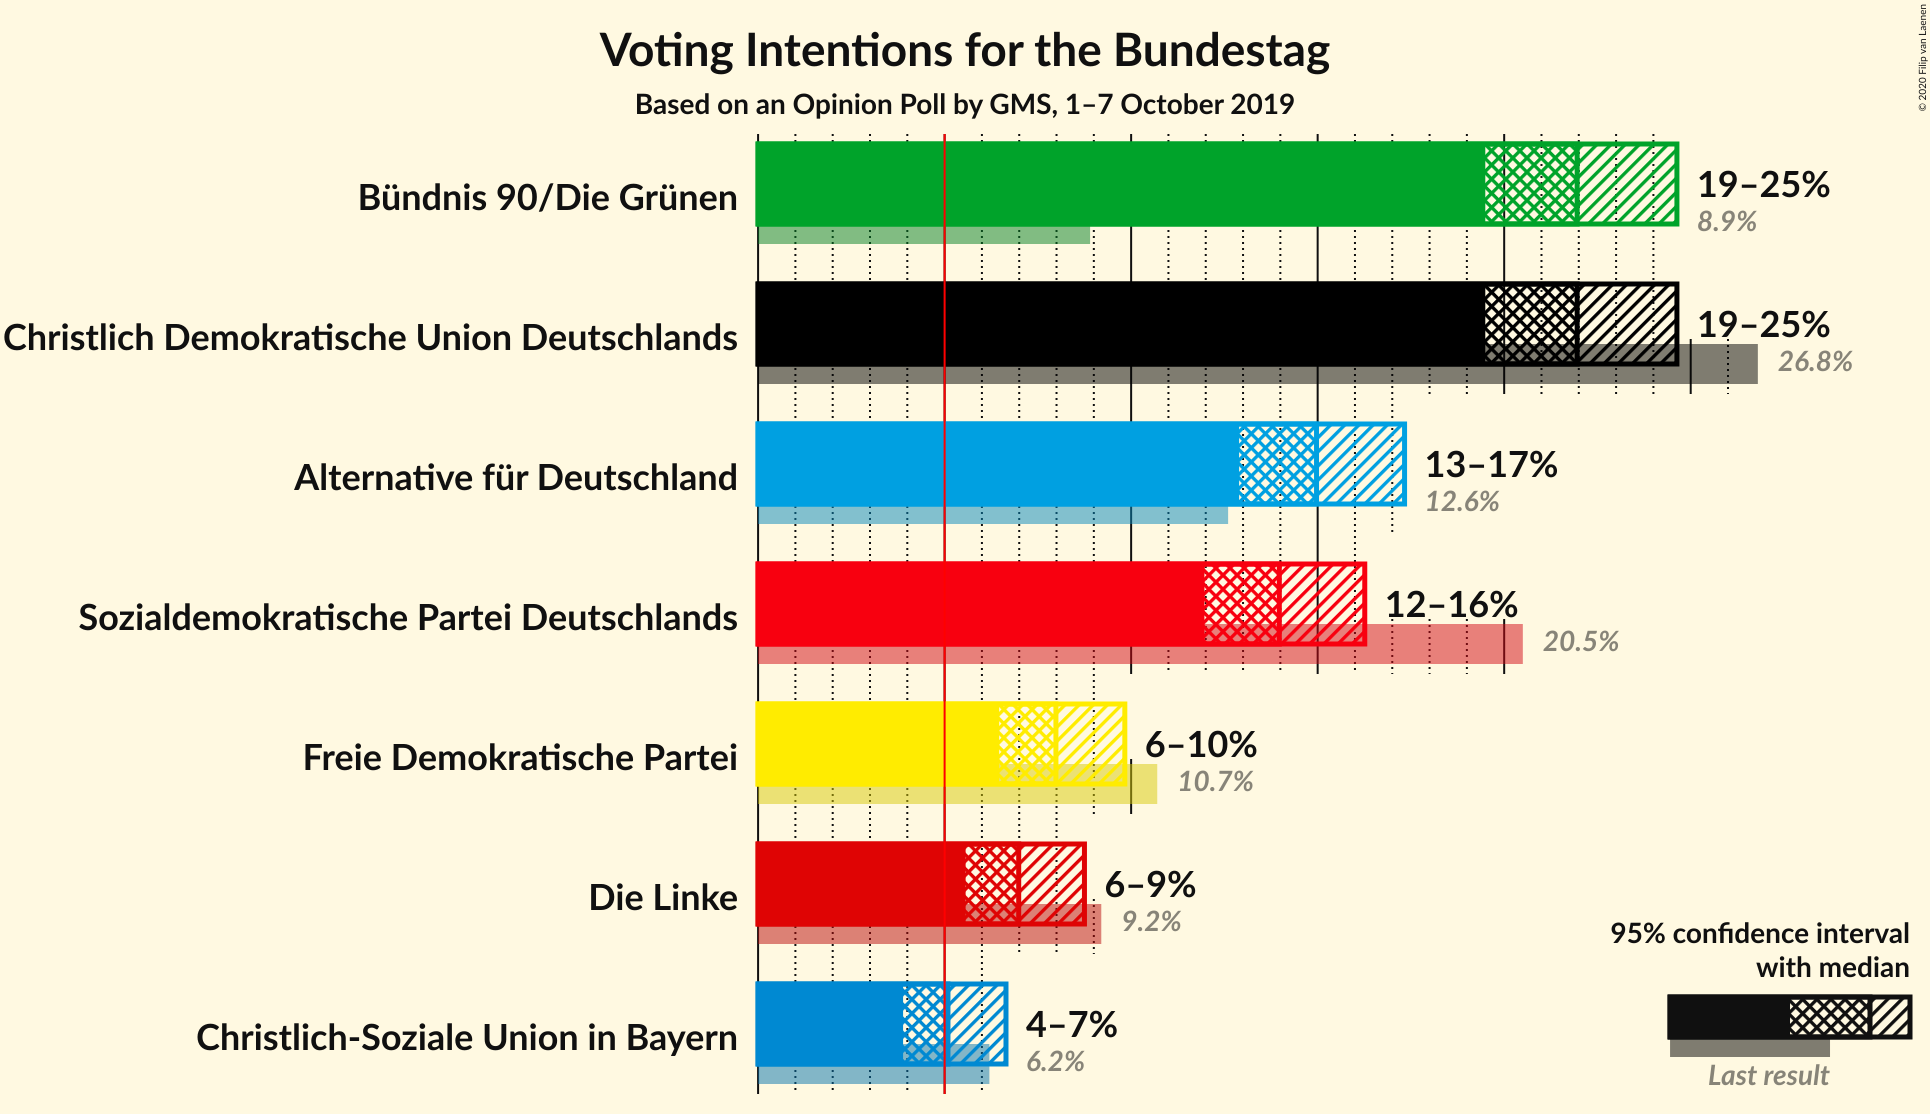 Voting Intentions for the Bundestag
Based on an Opinion Poll by GMS, 1–7 October 2019
© 2020 Filip van Laenen
Bündnis 90/Die Grünen
19–25%
8.9%
Christlich Demokratische Union Deutschlands
19–25%
26.8%
Alternative für Deutschland
13–17%
12.6%
Sozialdemokratische Partei Deutschlands
12–16%
20.5%
Freie Demokratische Partei
6–10%
10.7%
Die Linke
6–9%
9.2%
Christlich-Soziale Union in Bayern
4–7%
6.2%
95% confidence interval
with median
Last result